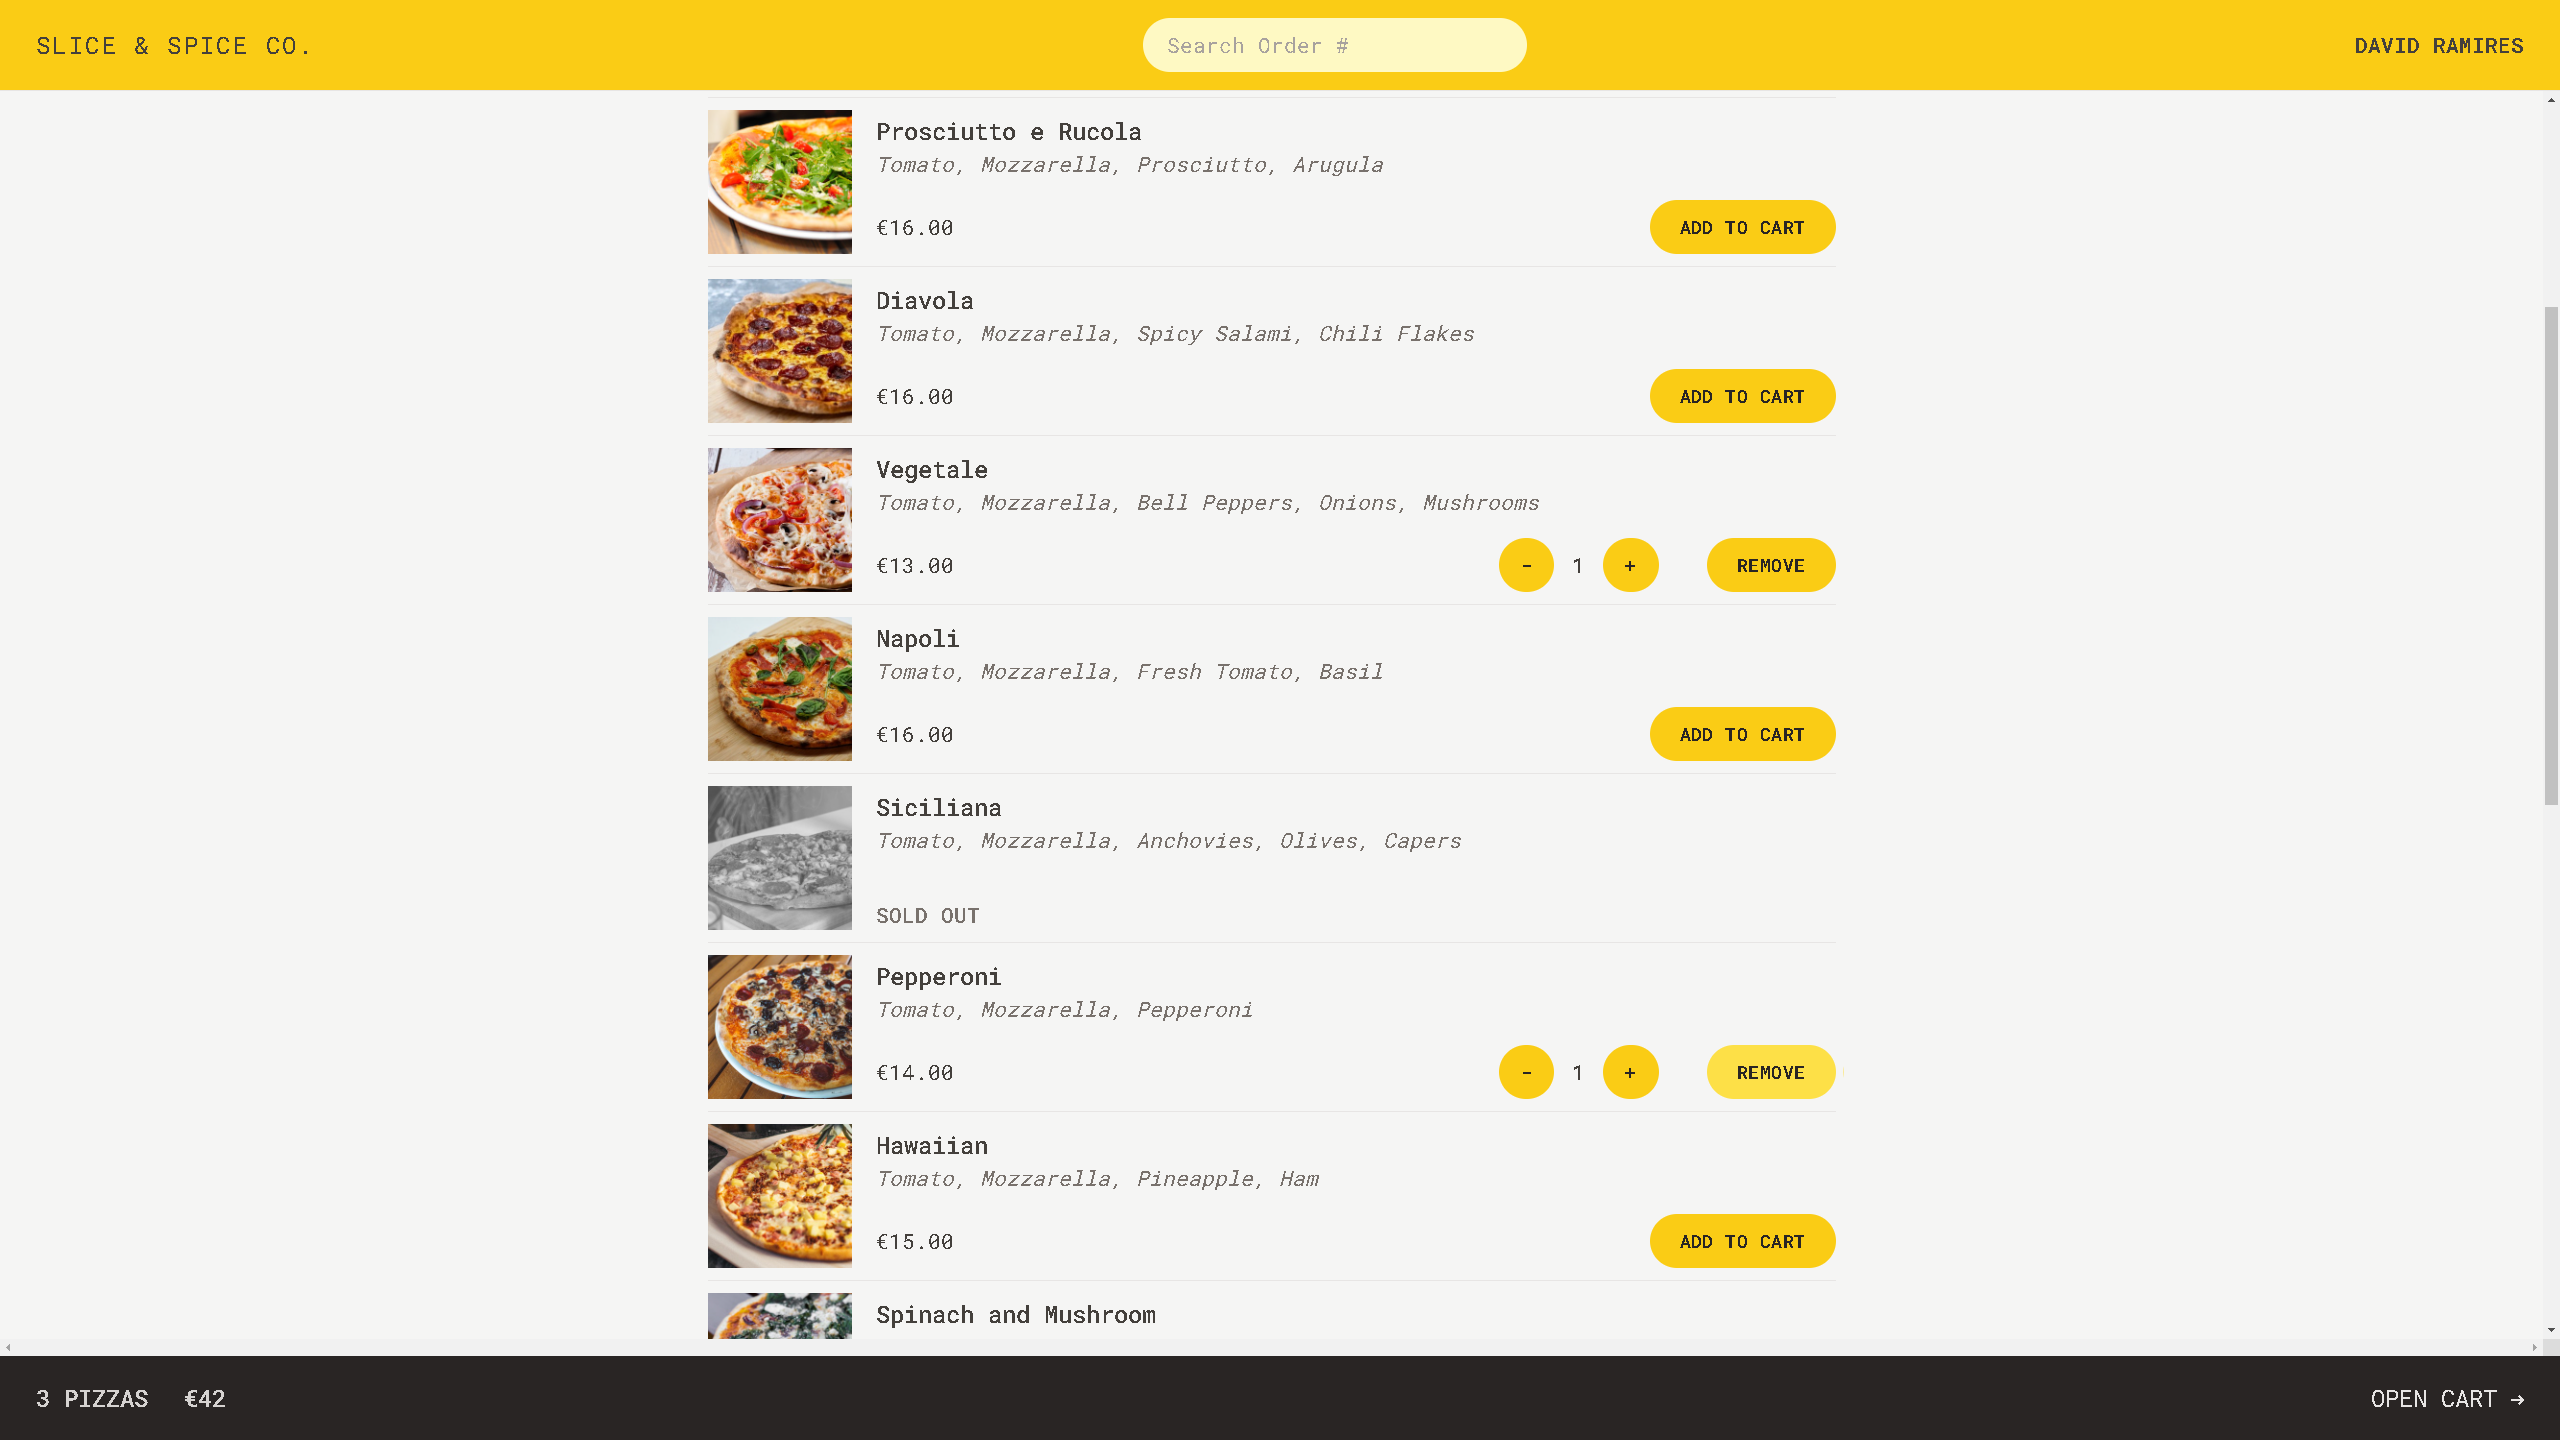 SLICE & SPICE CO.
Search Order #
DAVID RAMIRES
Prosciutto e Rucola
Tomato, Mozzarella, Prosciutto, Arugula
€16.00
ADD TO CART
Diavola
Tomato, Mozzarella, Spicy Salami, Chili Flakes
€16.00
ADD TO CART
Vegetale
Tomato, Mozzarella, Bell Peppers, Onions, Mushrooms
€13.00
- 1 +
REMOVE
Napoli
Tomato, Mozzarella, Fresh Tomato, Basil
€16.00
ADD TO CART
Siciliana
Tomato, Mozzarella, Anchovies, Olives, Capers
SOLD OUT
Pepperoni
Tomato, Mozzarella, Pepperoni
€14.00
- 1 +
REMOVE
Hawaiian
Tomato, Mozzarella, Pineapple, Ham
€15.00
ADD TO CART
Spinach and Mushroom
3 PIZZAS €42
OPEN CART →